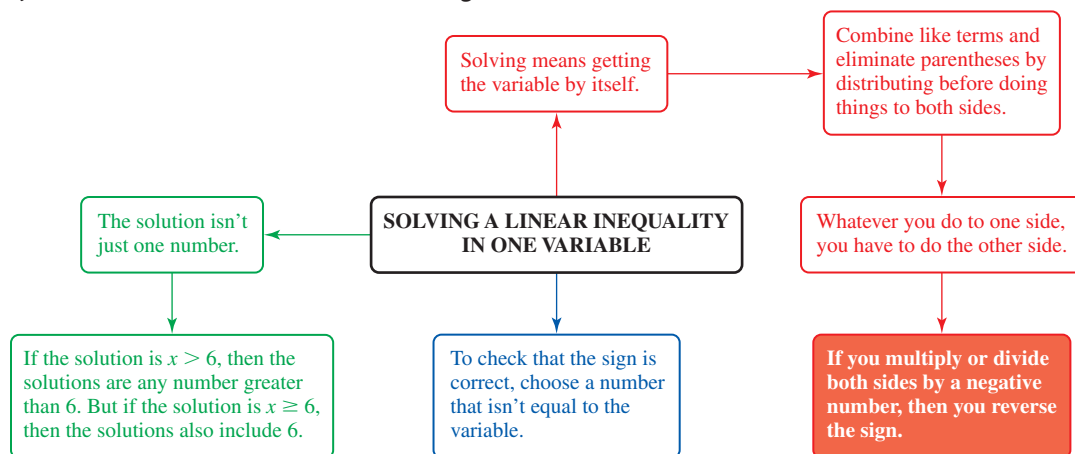 Solving means getting
the variable by itself.
Combine like terms and
eliminate parentheses by
distributing before doing
things to both sides.
The solution isn't
just one number.
SOLVING A LINEAR INEQUALITY
IN ONE VARIABLE
Whatever you do to one side,
you have to do the other side.
If the solution is x > 6, then the
solutions are any number greater
than 6. But if the solution is x ≥ 6,
then the solutions also include 6.
To check that the sign is
correct, choose a number
that isn't equal to the
variable.
If you multiply or divide
both sides by a negative
number, then you reverse
the sign.